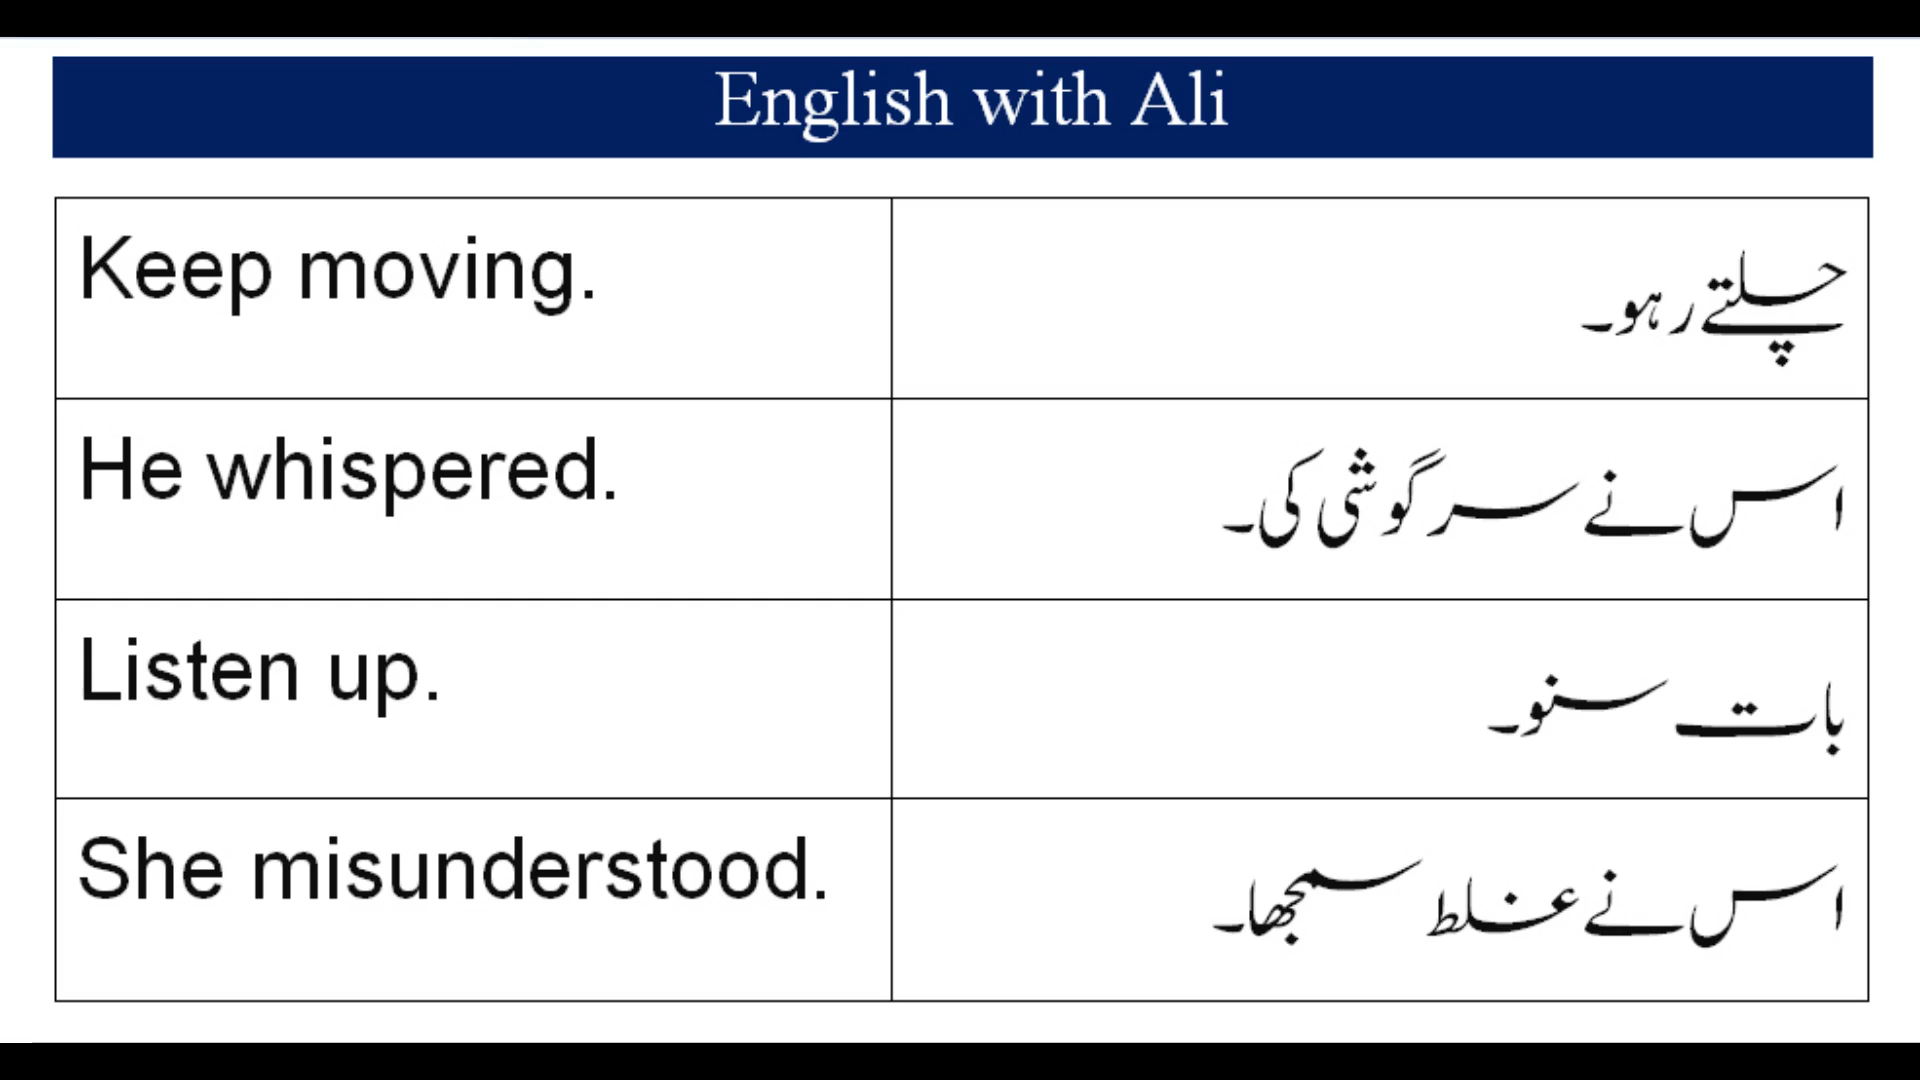 English with Ali
Keep moving.
چلتے رہو۔
He whispered.
اس نے سرگوشی کی۔
Listen up.
بات سنو۔
She misunderstood.
اس نے غلط سمجھا۔